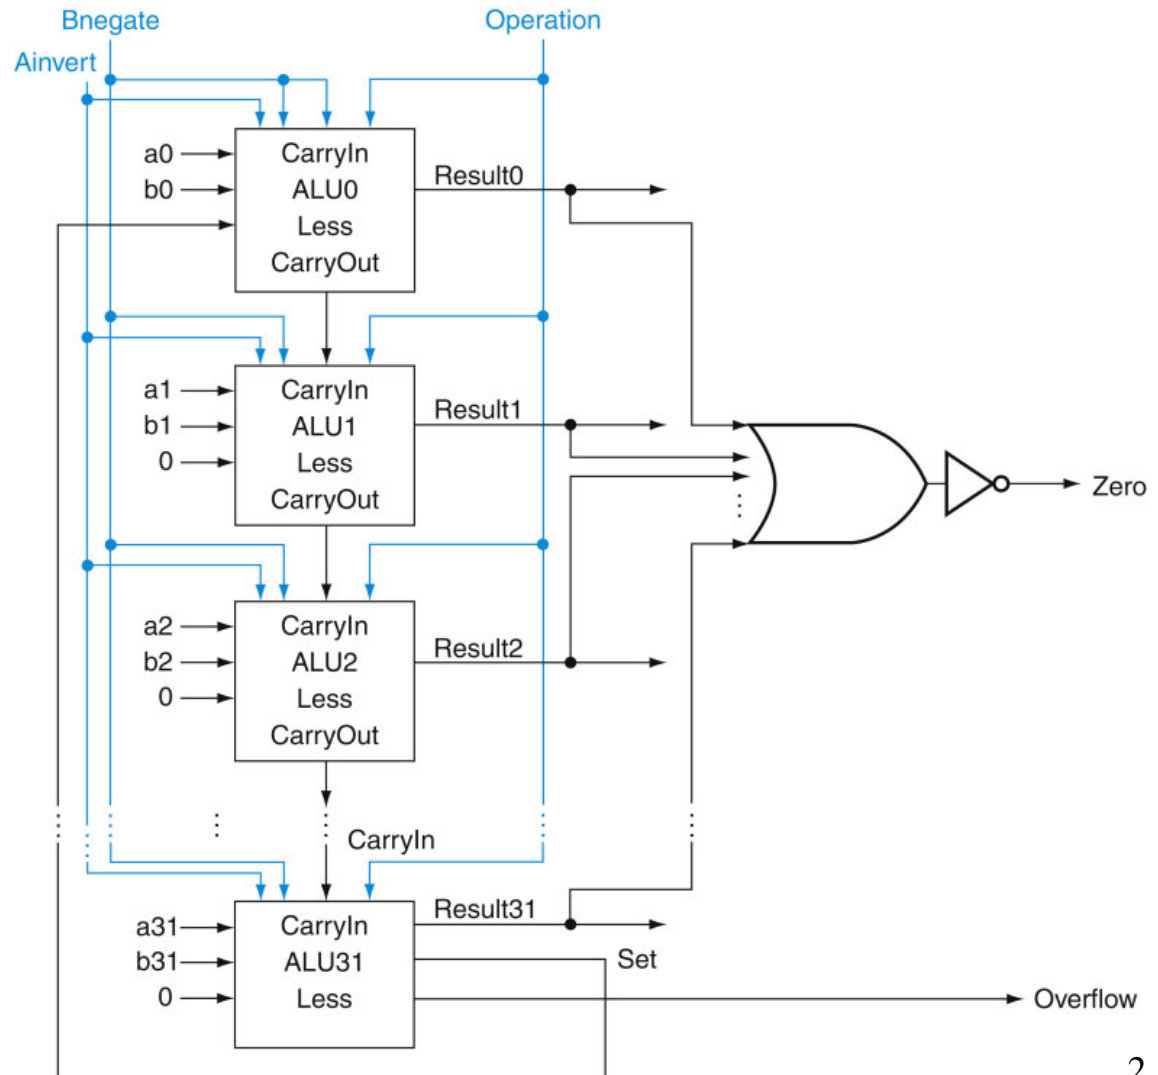 Bnegate
Operation
Ainvert
a0
CarryIn
Result0
b0
ALU0
Less
CarryOut
a1
CarryIn
Result1
b1
ALU1
0
Less
CarryOut
Zero
a2
CarryIn
Result2
b2
ALU2
0
Less
CarryOut
CarryIn
a31
CarryIn
Result31
b31
ALU31
Set
0
Less
Overflow
2